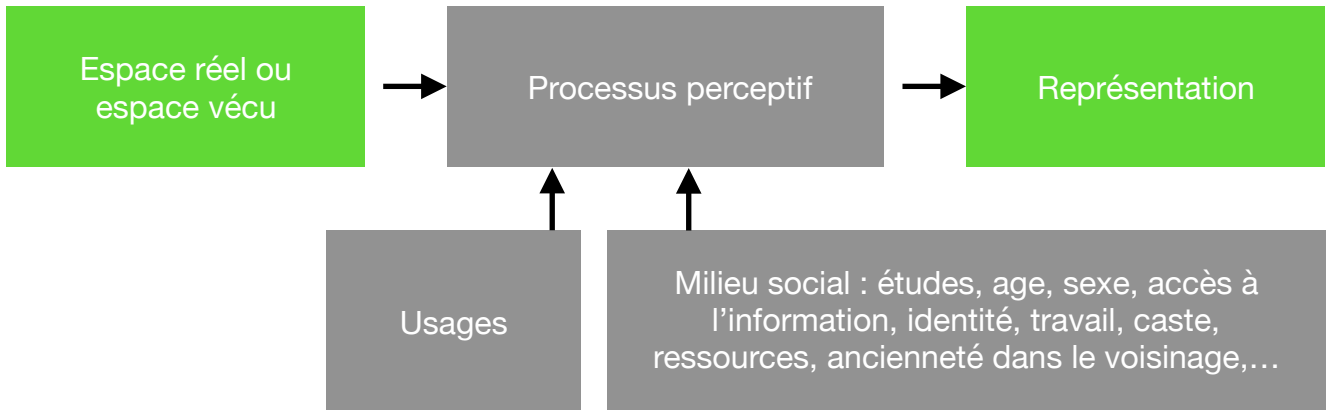 Espace réel ou
espace vécu
Processus perceptif
Représentation
Usages
Milieu social : études, age, sexe, accès à
l’information, identité, travail, caste,
ressources, ancienneté dans le voisinage,…